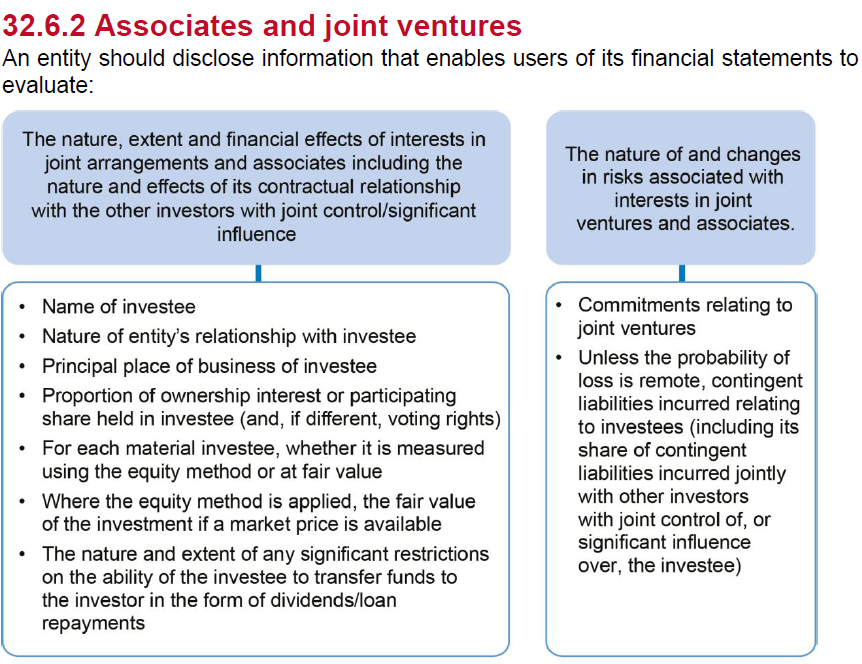 32.6.2 Associates and joint ventures
An entity should disclose information that enables users of its financial statements to
evaluate:
The nature, extent and financial effects of interests in
joint arrangements and associates including the
nature and effects of its contractual relationship
with the other investors with joint control/significant
influence
• Name of investee
• Nature of entity's relationship with investee
• Principal place of business of investee
• Proportion of ownership interest or participating
share held in investee (and, if different, voting rights)
• For each material investee, whether it is measured
using the equity method or at fair value
• Where the equity method is applied, the fair value
of the investment if a market price is available
• The nature and extent of any significant restrictions
on the ability of the investee to transfer funds to
the investor in the form of dividends/loan
repayments
The nature of and changes
in risks associated with
interests in joint
ventures and associates.
• Commitments relating to
joint ventures
• Unless the probability of
loss is remote, contingent
liabilities incurred relating
to investees (including its
share of contingent
liabilities incurred jointly
with other investors
with joint control of, or
significant influence
over, the investee)